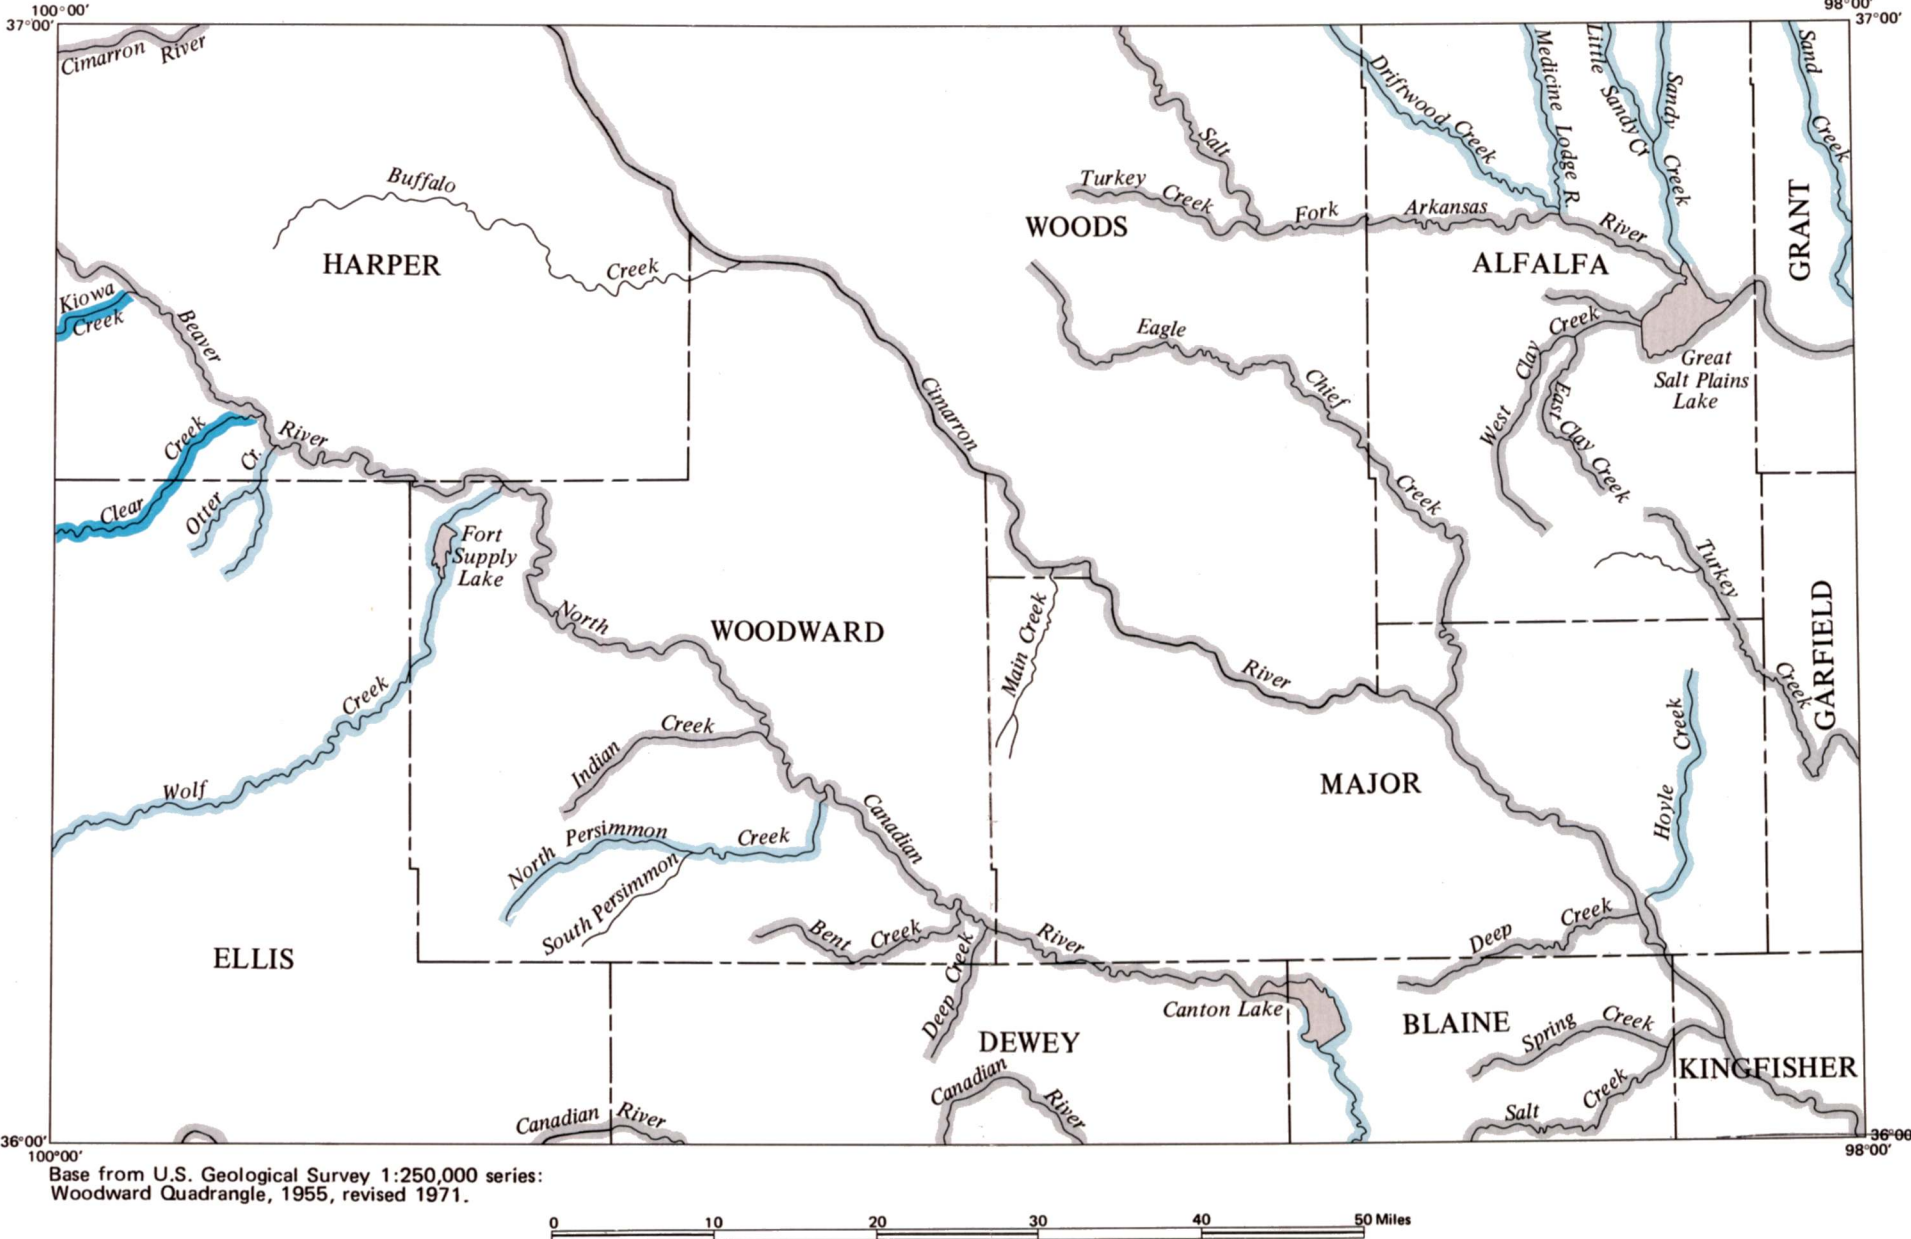 100°00'
98°00'
37°00'
37°00'
Cimarron River
Salt
Driftwood Creek
Medicine Lodge R.
Little Sandy Cr
Sandy Creek
Sand Creek
Buffalo
Creek
HARPER
Turkey Creek
WOODS
Fork
Arkansas
River
ALFALFA
GRANT
Kiowa
Creek
Beaver
River
Eagle
Chief
Creek
Clay Creek
West
East Clay Creek
Great
Salt Plains
Lake
Cimarron
Creek
Clear
Otter Cr.
Fort
Supply
Lake
North
WOODWARD
Main Creek
River
Turkey
Creek
GARFIELD
Creek
Wolf
Indian
Creek
North Persimmon Creek
South Persimmon
Canadian
MAJOR
Hoyle Creek
ELLIS
Bent Creek
Deep Creek
River
Canton Lake
DEWEY
Deep Creek
BLAINE
Spring Creek
KINGFISHER
Salt Creek
Canadian River
Canadian River
36°00'
36°00
100°00'
98°00'
Base from U.S. Geological Survey 1:250,000 series:
Woodward Quadrangle, 1955, revised 1971.
0 10 20 30 40 50 Miles